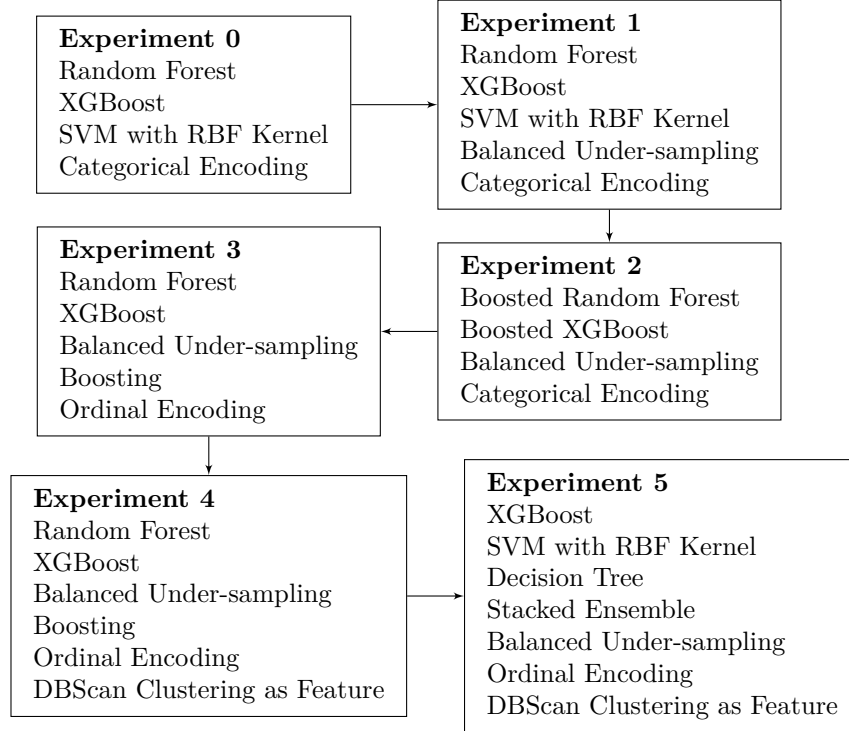 Experiment 0
Random Forest
XGBoost
SVM with RBF Kernel
Categorical Encoding
Experiment 1
Random Forest
XGBoost
SVM with RBF Kernel
Balanced Under-sampling
Categorical Encoding
Experiment 2
Boosted Random Forest
Boosted XGBoost
Balanced Under-sampling
Categorical Encoding
Experiment 3
Random Forest
XGBoost
Balanced Under-sampling
Boosting
Ordinal Encoding
Experiment 4
Random Forest
XGBoost
Balanced Under-sampling
Boosting
Ordinal Encoding
DBScan Clustering as Feature
Experiment 5
XGBoost
SVM with RBF Kernel
Decision Tree
Stacked Ensemble
Balanced Under-sampling
Ordinal Encoding
DBScan Clustering as Feature